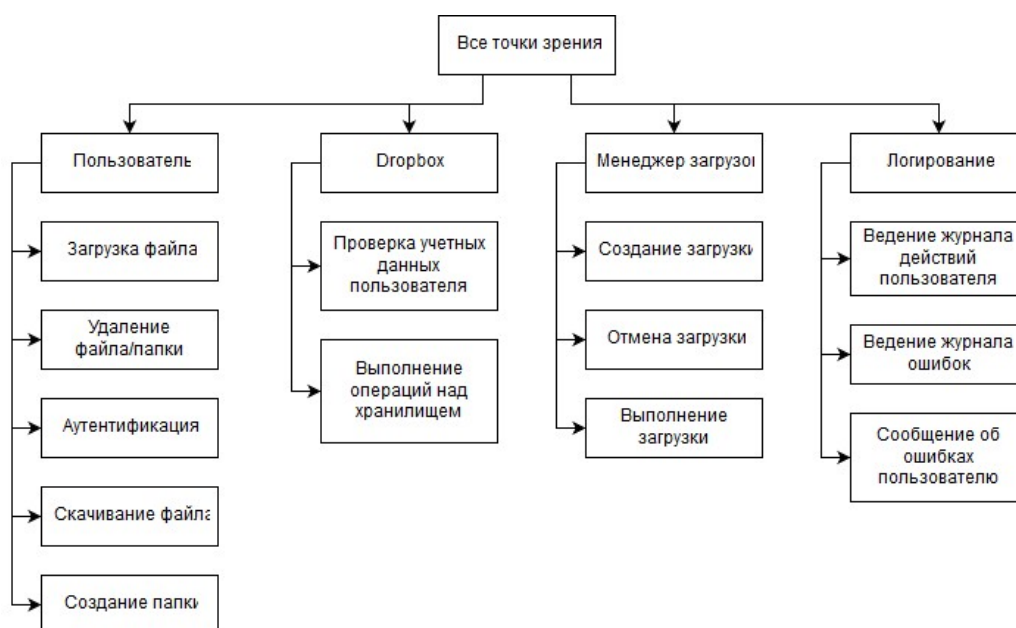 Все точки зрения
Пользователь
Загрузка файла
Удаление
файла/папки
Аутентификация
Скачивание файла
Создание папки
Dropbox
Проверка учетных
данных
пользователя
Выполнение
операций над
хранилищем
Менеджер загрузок
Создание загрузки
Отмена загрузки
Выполнение
загрузки
Логирование
Ведение журнала
действий
пользователя
Ведение журнала
ошибок
Сообщение об
ошибках
пользователю